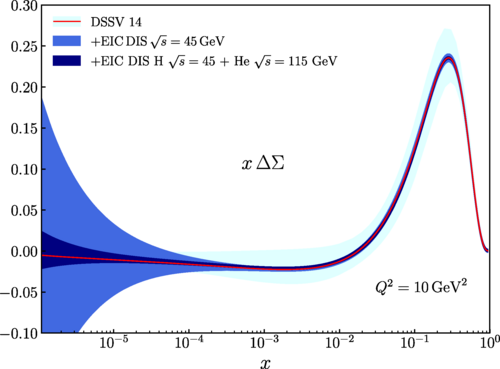 0.30
DSSV 14
+EIC DIS √s = 45 GeV
+EIC DIS H √s = 45 + He √s = 115 GeV
0.25
0.20
0.15
x ΔΣ
0.10
0.05
0.00
−0.05
Q² = 10 GeV²
−0.10
10⁻⁵ 10⁻⁴ 10⁻³ 10⁻² 10⁻¹ 10⁰
x